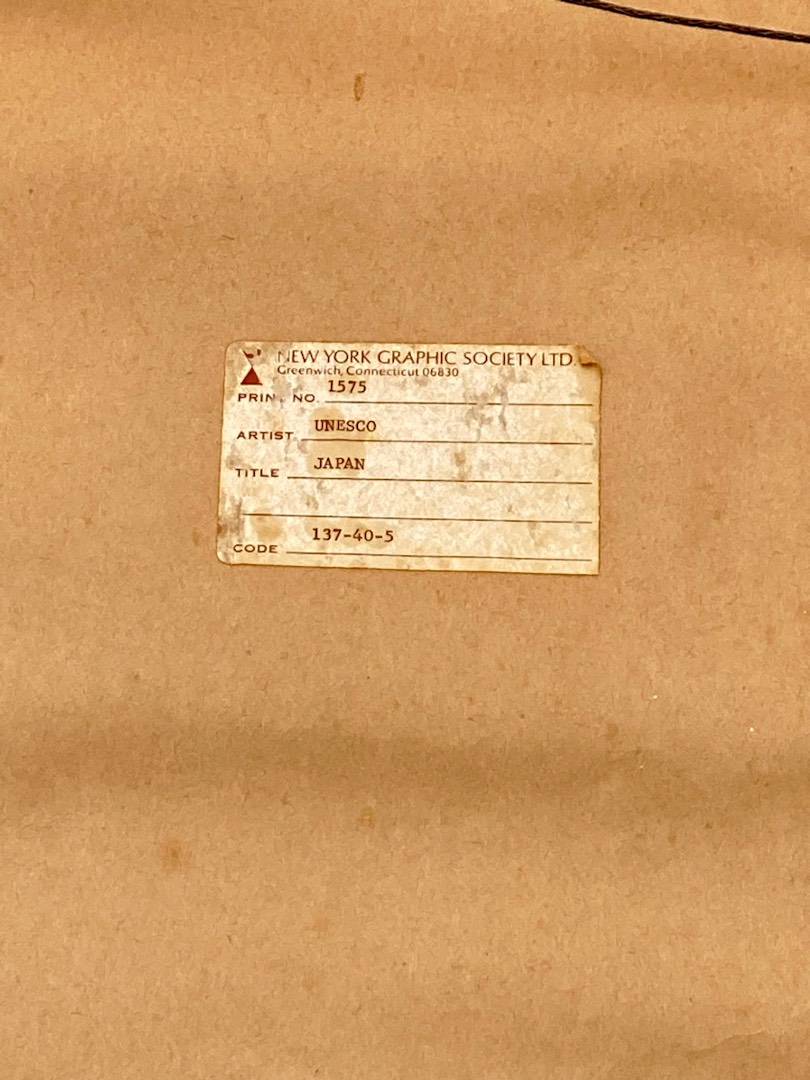 NEW YORK GRAPHIC SOCIETY LTD.
Greenwich, Connecticut 06830
PRINT NO. 1575
ARTIST UNESCO
TITLE JAPAN
CODE 137-40-5